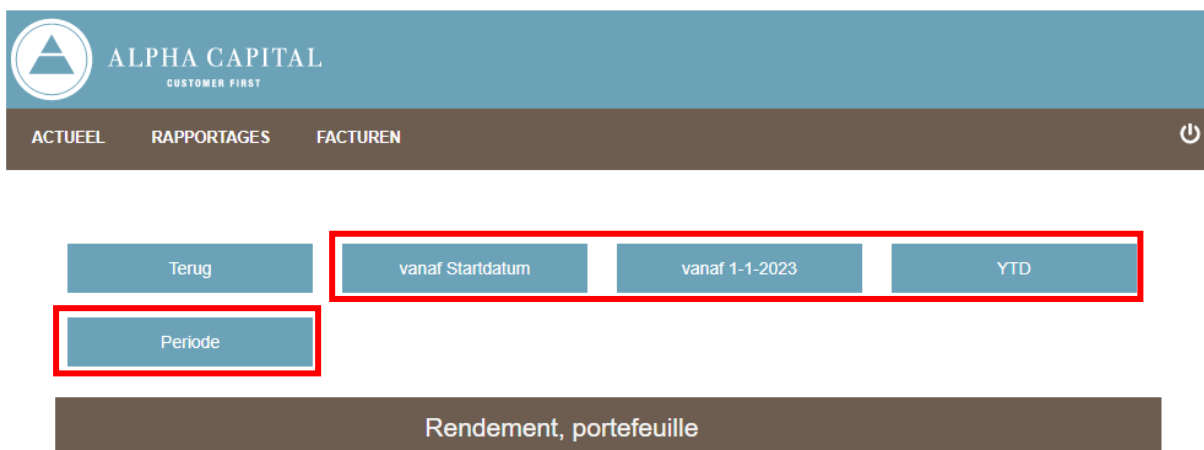 ALPHA CAPITAL
CUSTOMER FIRST
ACTUEEL RAPPORTAGES FACTUREN
Terug vanaf Startdatum vanaf 1-1-2023 YTD
Periode
Rendement, portefeuille